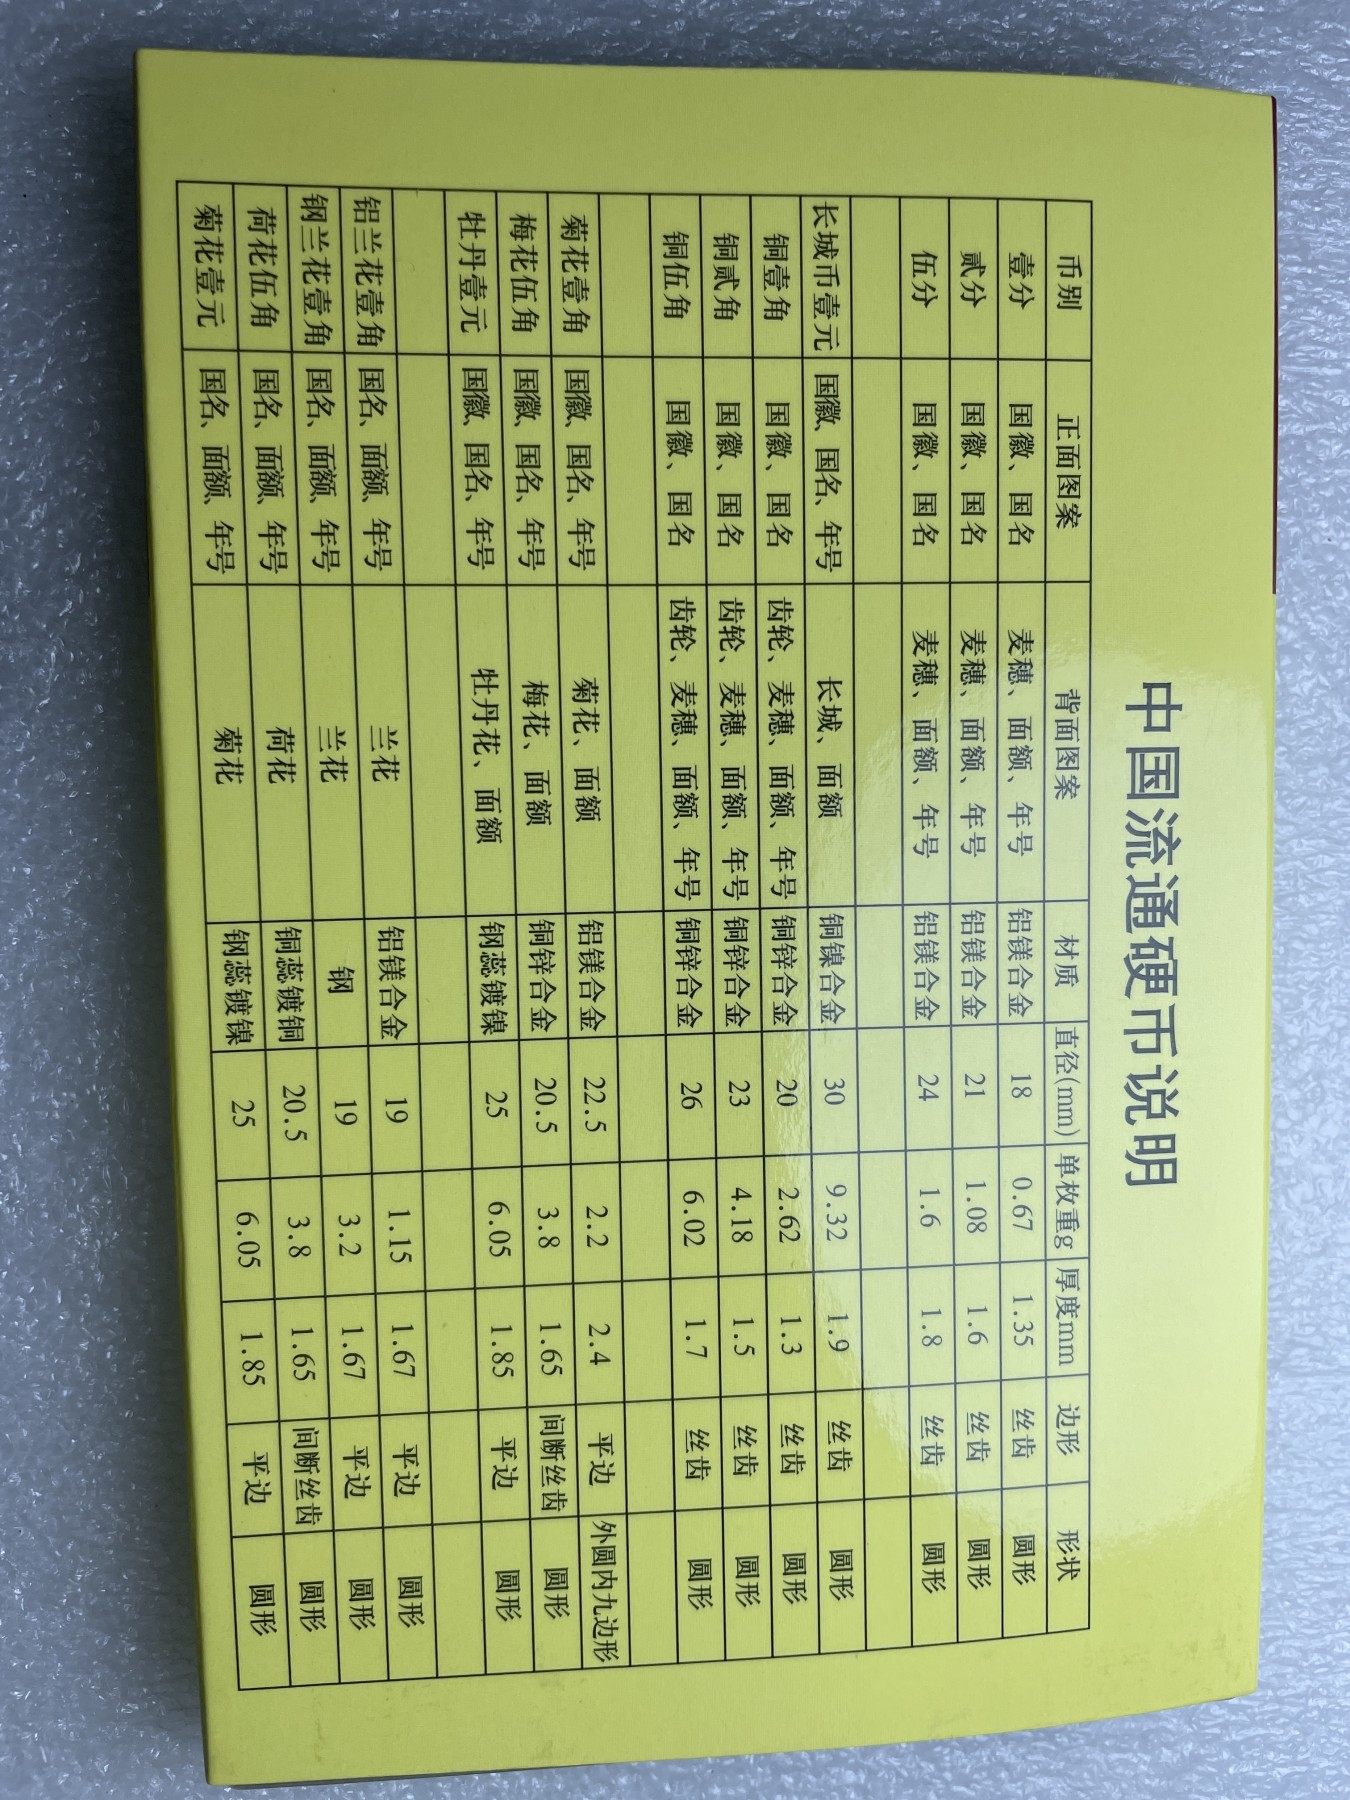 中国流通硬币说明
币别 正面图案 背面图案 材质 直径(mm) 单枚重g 厚度mm 边形 形状
壹分 国徽、国名 麦穗、面额、年号 铝镁合金 18 0.67 1.35 丝齿 圆形
贰分 国徽、国名 麦穗、面额、年号 铝镁合金 21 1.08 1.6 丝齿 圆形
伍分 国徽、国名 麦穗、面额、年号 铝镁合金 24 1.6 1.8 丝齿 圆形
长城币壹元 国徽、国名、年号 长城、面额 铜镍合金 30 9.32 1.9 丝齿 圆形
铜壹角 国徽、国名 齿轮、麦穗、面额、年号 铜锌合金 20 2.62 1.3 丝齿 圆形
铜贰角 国徽、国名 齿轮、麦穗、面额、年号 铜锌合金 23 4.18 1.5 丝齿 圆形
铜伍角 国徽、国名 齿轮、麦穗、面额、年号 铜锌合金 26 6.02 1.7 丝齿 圆形
菊花壹角 国徽、国名、年号 菊花、面额 铝镁合金 22.5 2.2 2.4 平边 外圆内九边形
梅花伍角 国徽、国名、年号 梅花、面额 铜锌合金 20.5 3.8 1.65 间断丝齿 圆形
牡丹壹元 国徽、国名、年号 牡丹花、面额 钢蕊镀镍 25 6.05 1.85 平边 圆形
铝兰花壹角 国名、面额、年号 兰花 铝镁合金 19 1.15 1.67 平边 圆形
钢兰花壹角 国名、面额、年号 兰花 钢 19 3.2 1.67 平边 圆形
荷花伍角 国名、面额、年号 荷花 铜蕊镀铜 20.5 3.8 1.65 间断丝齿 圆形
菊花壹元 国名、面额、年号 菊花 钢蕊镀镍 25 6.05 1.85 平边 圆形